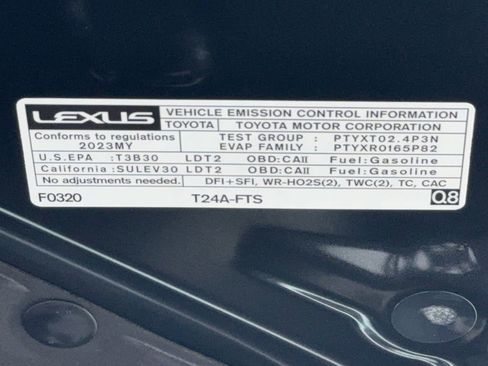 LEXUS VEHICLE EMISSION CONTROL INFORMATION
TOYOTA TOYOTA MOTOR CORPORATION
Conforms to regulations TEST GROUP : PTYXT02.4P3N
2023MY EVAP FAMILY : PTYXR0165P82
U.S.EPA : T3B30 LDT2 OBD:CAII Fuel:Gasoline
California : SULEV30 LDT2 OBD:CAII Fuel:Gasoline
No adjustments needed. DFI+SFI, WR-HO2S(2), TWC(2), TC, CAC
F0320 T24A-FTS Q8